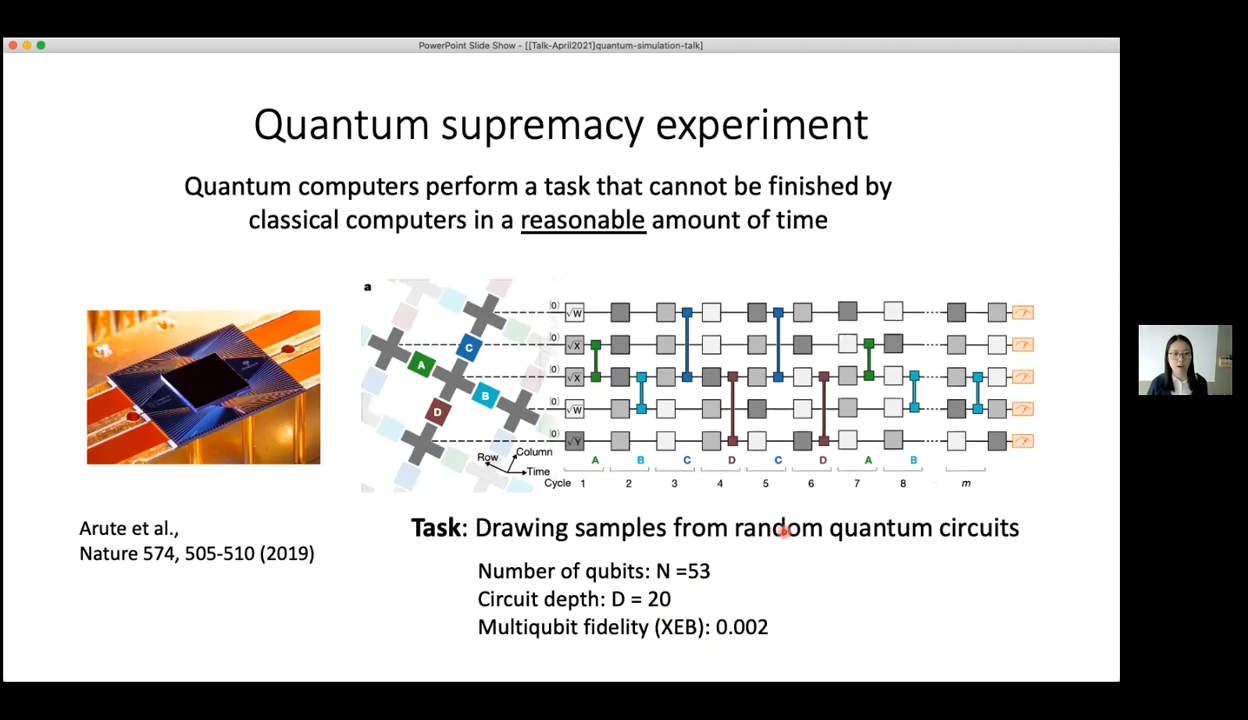 PowerPoint Slide Show - [[Talk-April2021]quantum-simulation-talk]
Quantum supremacy experiment
Quantum computers perform a task that cannot be finished by
classical computers in a reasonable amount of time
a
|0⟩ √W
|0⟩ √X
|0⟩ √X
|0⟩ √W
|0⟩ √Y
A
B
C
D
Row
Column
Time
A B C D C D A B
Cycle 1 2 3 4 5 6 7 8 ... m
Arute et al.,
Nature 574, 505-510 (2019)
Task: Drawing samples from random quantum circuits
Number of qubits: N =53
Circuit depth: D = 20
Multiqubit fidelity (XEB): 0.002